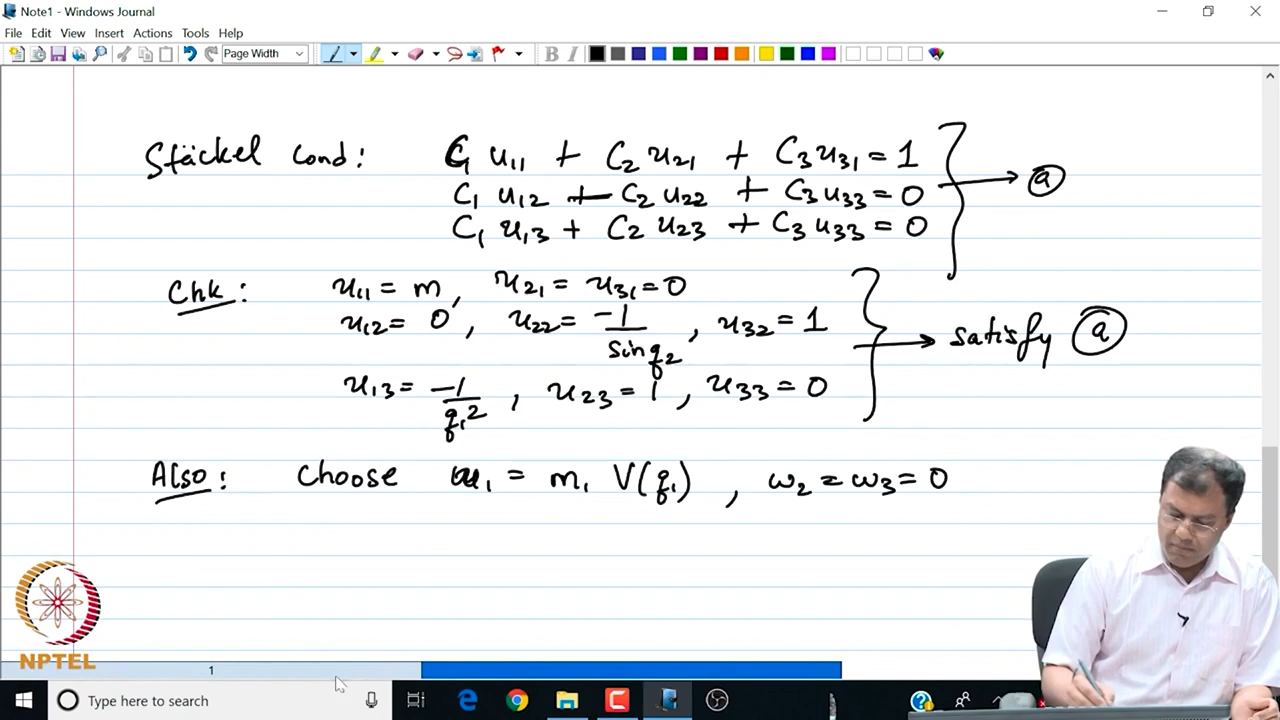 Note1 - Windows Journal
File Edit View Insert Actions Tools Help
Page Width
B I
Stäckel Cond: C₁ u₁₁ + C₂ u₂₁ + C₃ u₃₁ = 1
C₁ u₁₂ + C₂ u₂₂ + C₃ u₃₃ = 0 → ⓐ
C₁ u₁₃ + C₂ u₂₃ + C₃ u₃₃ = 0
Chk: u₁₁ = m, u₂₁ = u₃₁ = 0
u₁₂ = 0, u₂₂ = -1/sin q₂, u₃₂ = 1 → satisfy ⓐ
u₁₃ = -1/q₁², u₂₃ = 1, u₃₃ = 0
Also: Choose u₁ = m₁ V(q₁), ω₂ = ω₃ = 0
NPTEL
1
Type here to search